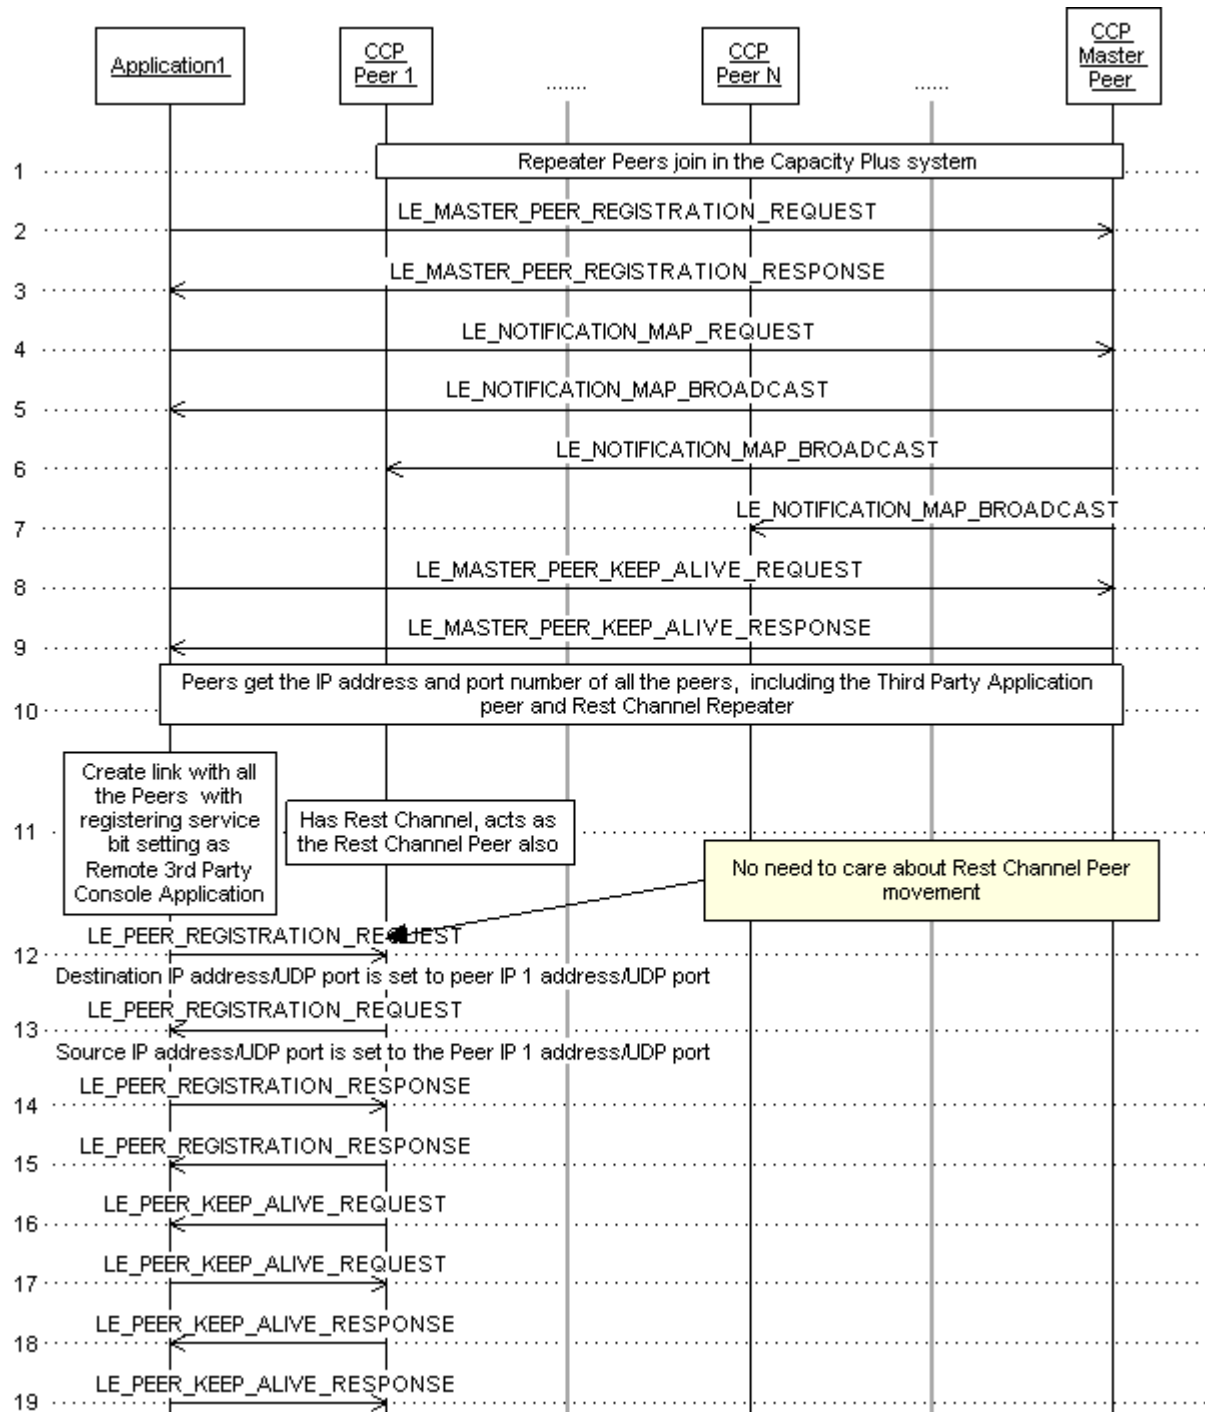 Application1
CCP
Peer 1
.......
CCP
Peer N
......
CCP
Master
Peer
1
Repeater Peers join in the Capacity Plus system
LE_MASTER_PEER_REGISTRATION_REQUEST
2
LE_MASTER_PEER_REGISTRATION_RESPONSE
3
LE_NOTIFICATION_MAP_REQUEST
4
LE_NOTIFICATION_MAP_BROADCAST
5
LE_NOTIFICATION_MAP_BROADCAST
6
LE_NOTIFICATION_MAP_BROADCAST
7
LE_MASTER_PEER_KEEP_ALIVE_REQUEST
8
LE_MASTER_PEER_KEEP_ALIVE_RESPONSE
9
Peers get the IP address and port number of all the peers, including the Third Party Application
peer and Rest Channel Repeater
10
Create link with all
the Peers with
registering service
bit setting as
Remote 3rd Party
Console Application
11
Has Rest Channel, acts as
the Rest Channel Peer also
No need to care about Rest Channel Peer
movement
LE_PEER_REGISTRATION_REQUEST
12
Destination IP address/UDP port is set to peer IP 1 address/UDP port
LE_PEER_REGISTRATION_REQUEST
13
Source IP address/UDP port is set to the Peer IP 1 address/UDP port
LE_PEER_REGISTRATION_RESPONSE
14
LE_PEER_REGISTRATION_RESPONSE
15
LE_PEER_KEEP_ALIVE_REQUEST
16
LE_PEER_KEEP_ALIVE_REQUEST
17
LE_PEER_KEEP_ALIVE_RESPONSE
18
LE_PEER_KEEP_ALIVE_RESPONSE
19